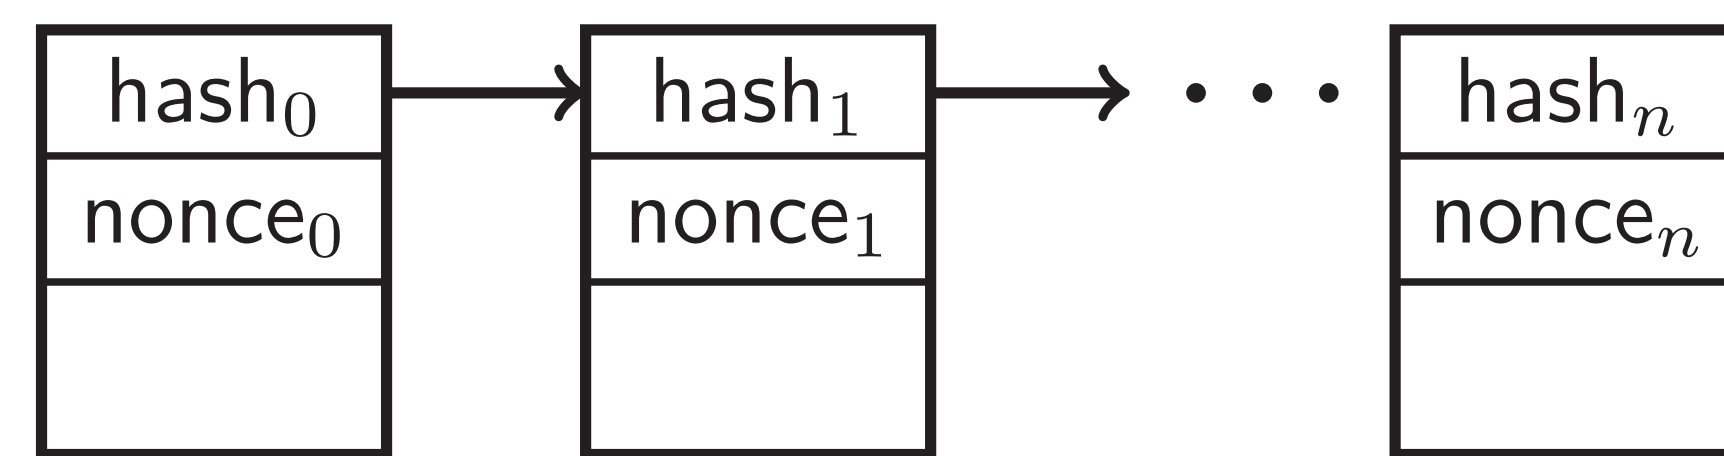 hash₀ hash₁ • • • hashₙ
nonce₀ nonce₁ nonceₙ